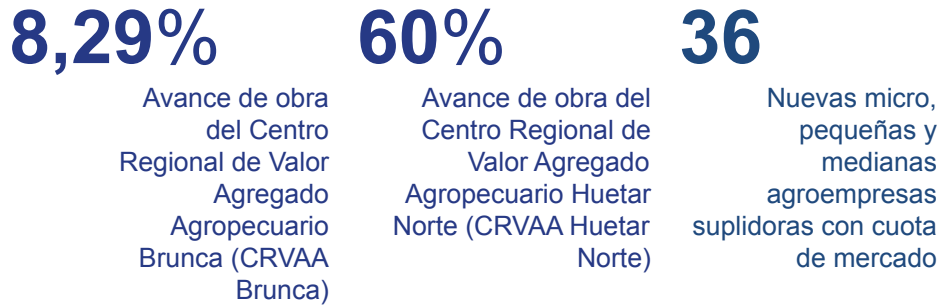 8,29%
Avance de obra
del Centro
Regional de Valor
Agregado
Agropecuario
Brunca (CRVAA
Brunca)
60%
Avance de obra del
Centro Regional de
Valor Agregado
Agropecuario Huetar
Norte (CRVAA Huetar
Norte)
36
Nuevas micro,
pequeñas y
medianas
agroempresas
suplidoras con cuota
de mercado